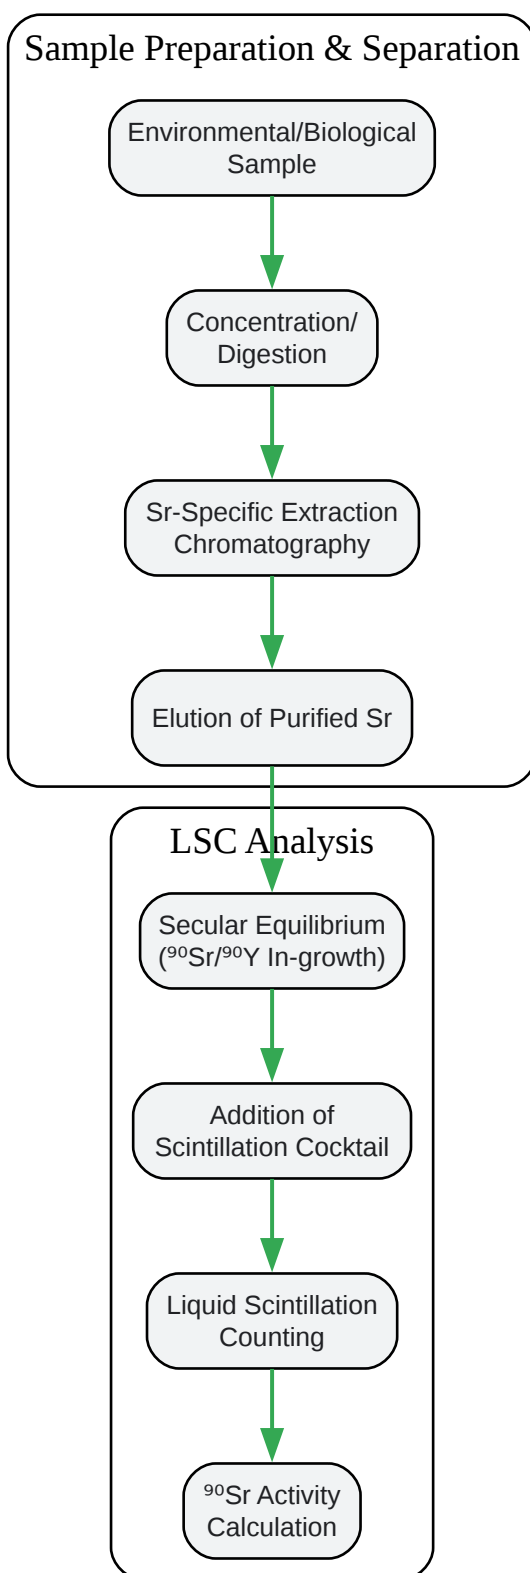 Sample Preparation & Separation
Environmental/Biological
Sample
Concentration/
Digestion
Sr-Specific Extraction
Chromatography
Elution of Purified Sr
LSC Analysis
Secular Equilibrium
(⁹⁰Sr/⁹⁰Y In-growth)
Addition of
Scintillation Cocktail
Liquid Scintillation
Counting
⁹⁰Sr Activity
Calculation